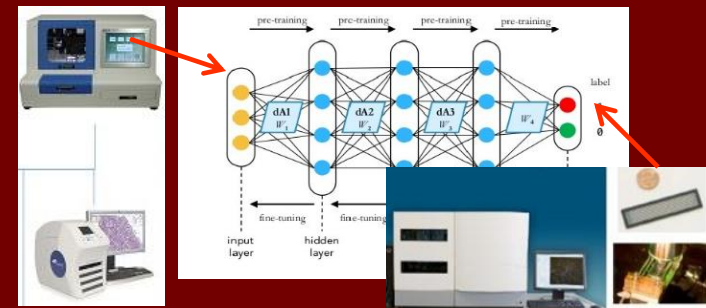 pre-training pre-training pre-training pre-training
label
dA1 dA2 dA3
W1 W2 W3 W4
0
fine-tuning fine-tun
input hidden
layer layer